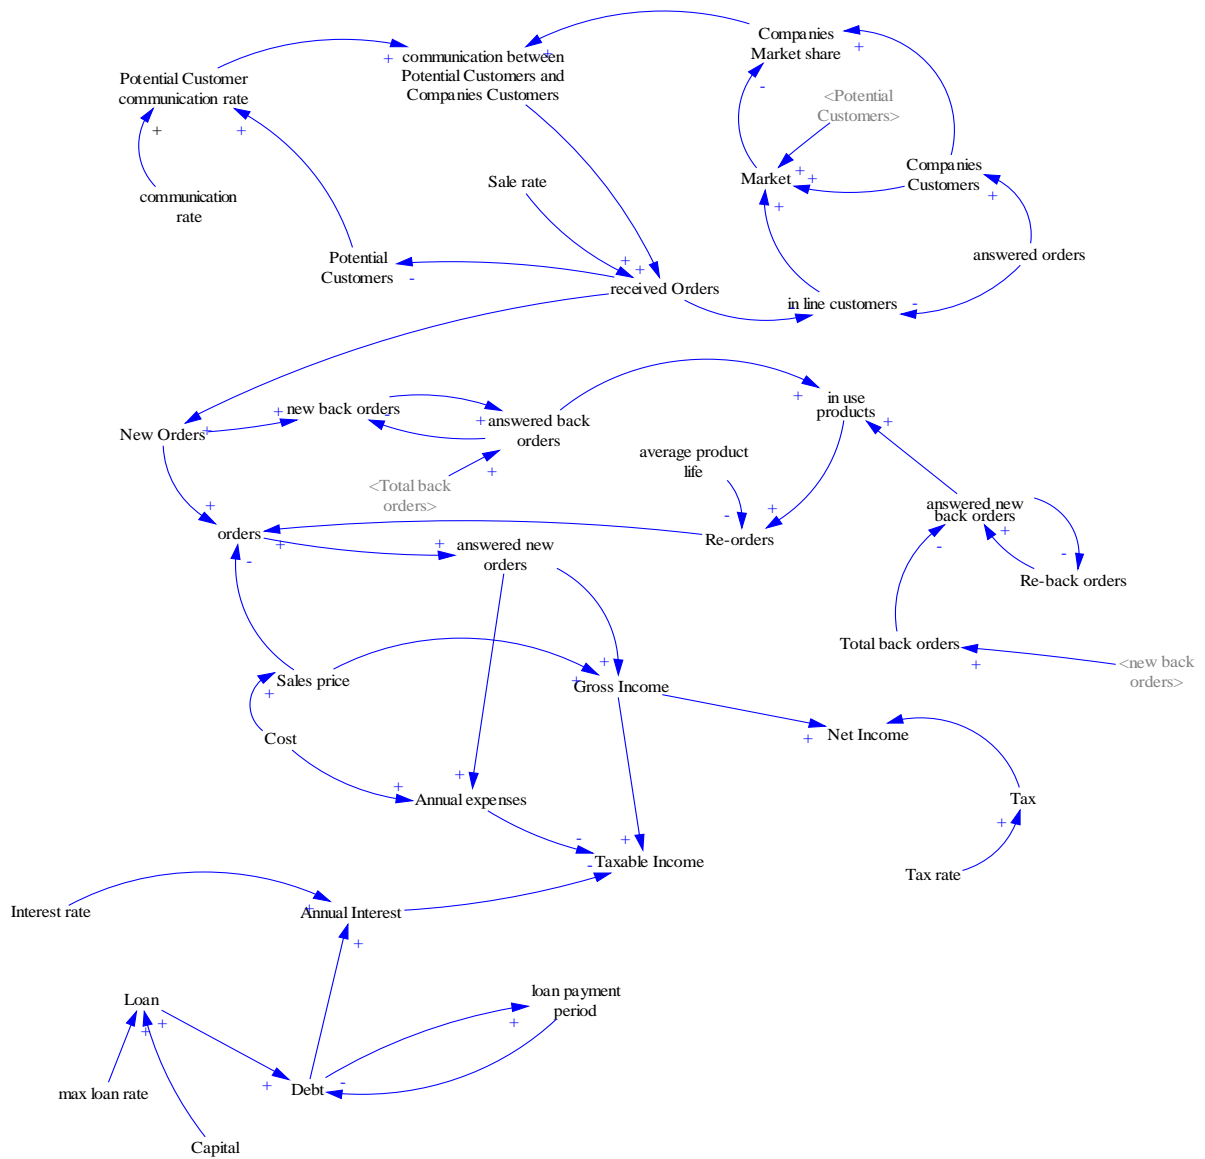 Companies
Market share
communication between
Potential Customers and
Companies Customers
Potential Customer
communication rate
<Potential
Customers>
Market
Companies
Customers
Sale rate
communication
rate
Potential
Customers
answered orders
received Orders
in line customers
in use
products
new back orders
answered back
orders
New Orders
average product
life
<Total back
orders>
answered new
back orders
orders
Re-orders
answered new
orders
Re-back orders
Total back orders
<new back
orders>
Sales price
Gross Income
Cost
Net Income
Annual expenses
Tax
Taxable Income
Tax rate
Interest rate
Annual Interest
Loan
loan payment
period
max loan rate
Debt
Capital